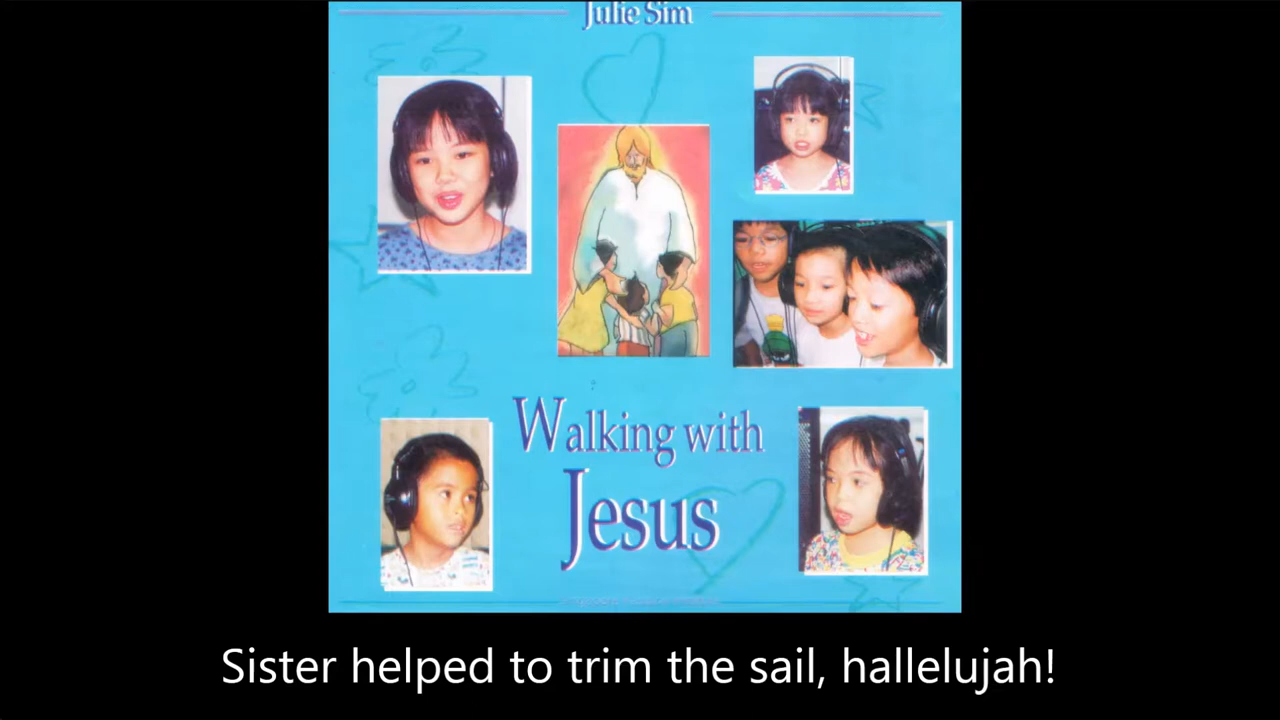 Julie Sim
Walking with
Jesus
Sister helped to trim the sail, hallelujah!